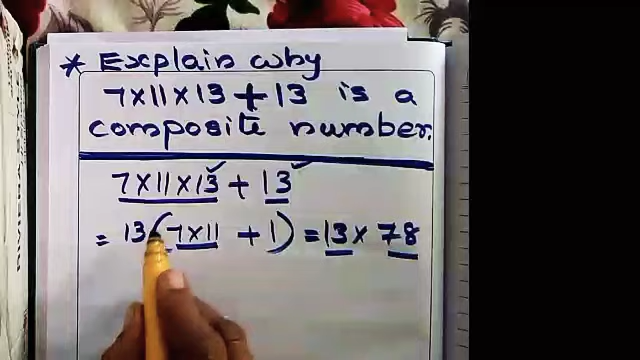 * Explain why
7×11×13+13 is a
composite number.
7×11×13 + 13
= 13(7×11 + 1) = 13 × 78